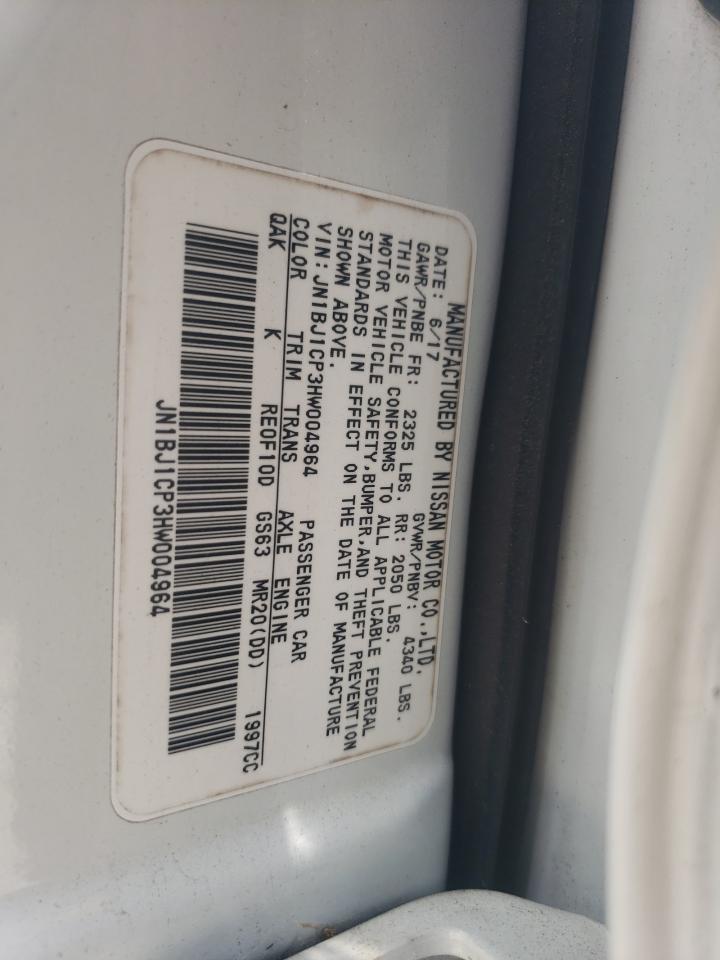 MANUFACTURED BY NISSAN MOTOR CO.,LTD.
DATE: 6/17 GVWR/PNBV: 4340 LBS.
GAWR/PNBE FR: 2325 LBS. RR: 2050 LBS.
THIS VEHICLE CONFORMS TO ALL APPLICABLE FEDERAL
MOTOR VEHICLE SAFETY,BUMPER,AND THEFT PREVENTION
STANDARDS IN EFFECT ON THE DATE OF MANUFACTURE
SHOWN ABOVE.
VIN:JN1BJ1CP3HW004964 PASSENGER CAR
COLOR TRIM TRANS AXLE ENGINE
QAK K RE0F10D GS63 MR20(DD) 1997CC
JN1BJ1CP3HW004964